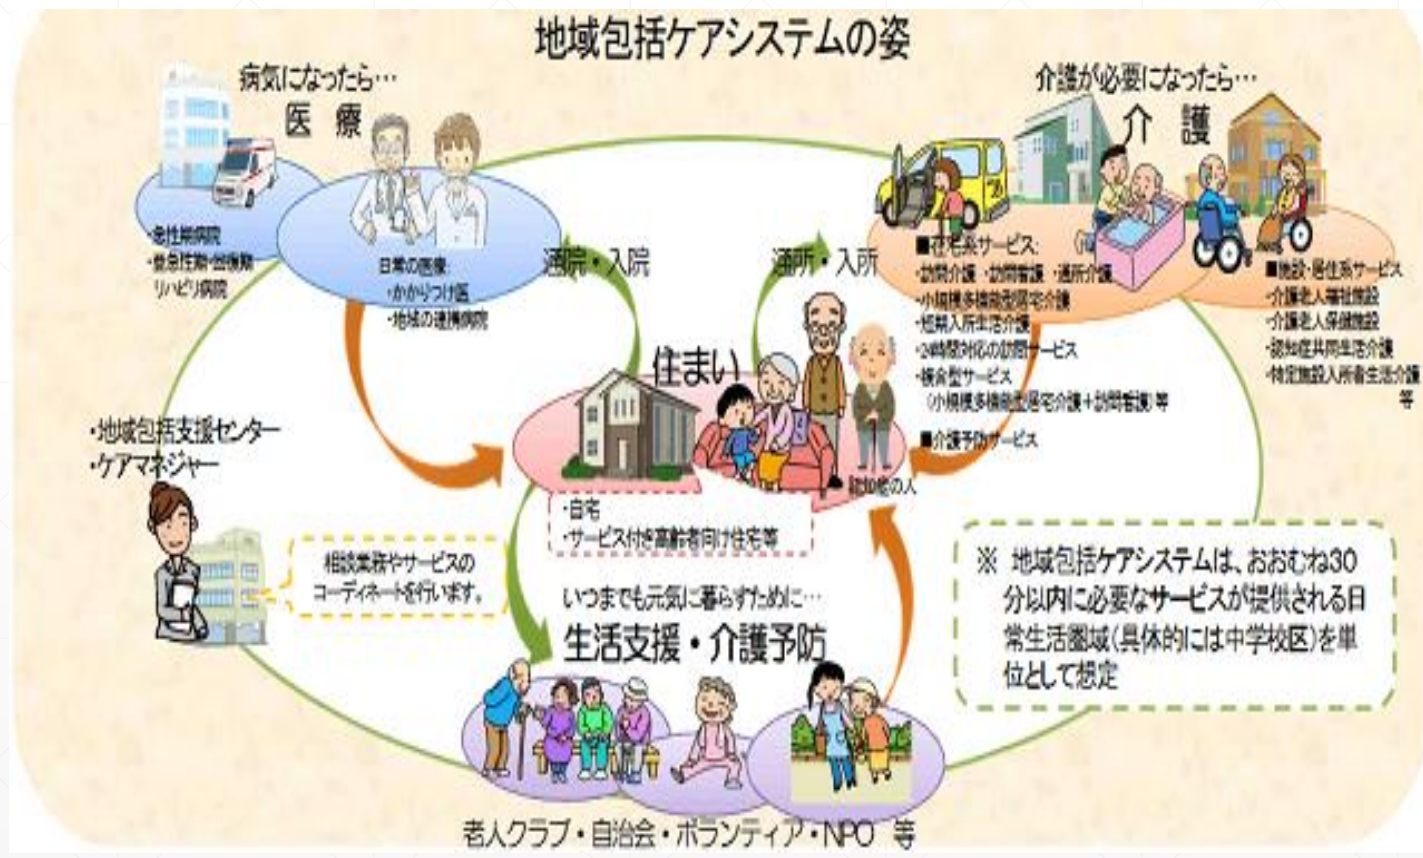 地域包括ケアシステムの姿
病気になったら…
医 療
・急性期病院
・亜急性期・回復期
リハビリ病院
日常の医療:
・かかりつけ医
・地域の連携病院
通院・入院
通所・入所
介護が必要になったら…
介 護
■在宅系サービス:
・訪問介護 ・訪問看護 ・通所介護
・小規模多機能型居宅介護
・短期入所生活介護
・24時間対応の訪問サービス
・複合型サービス
(小規模多機能型居宅介護+訪問看護)等
■介護予防サービス
■施設・居住系サービス
・介護老人福祉施設
・介護老人保健施設
・認知症共同生活介護
・特定施設入所者生活介護
等
住まい
認知症の人
・自宅
・サービス付き高齢者向け住宅等
・地域包括支援センター
・ケアマネジャー
相談業務やサービスの
コーディネートを行います。
いつまでも元気に暮らすために…
生活支援・介護予防
老人クラブ・自治会・ボランティア・NPO 等
※ 地域包括ケアシステムは、おおむね30
分以内に必要なサービスが提供される日
常生活圏域(具体的には中学校区)を単
位として想定